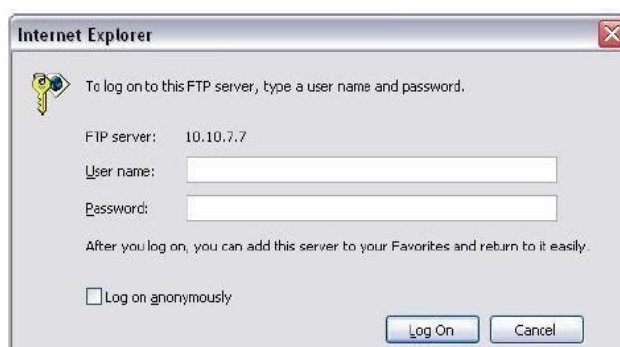 Internet Explorer
To log on to this FTP server, type a user name and password.
FTP server: 10.10.7.7
User name:
Password:
After you log on, you can add this server to your Favorites and return to it easily.
Log on anonymously
Log On Cancel